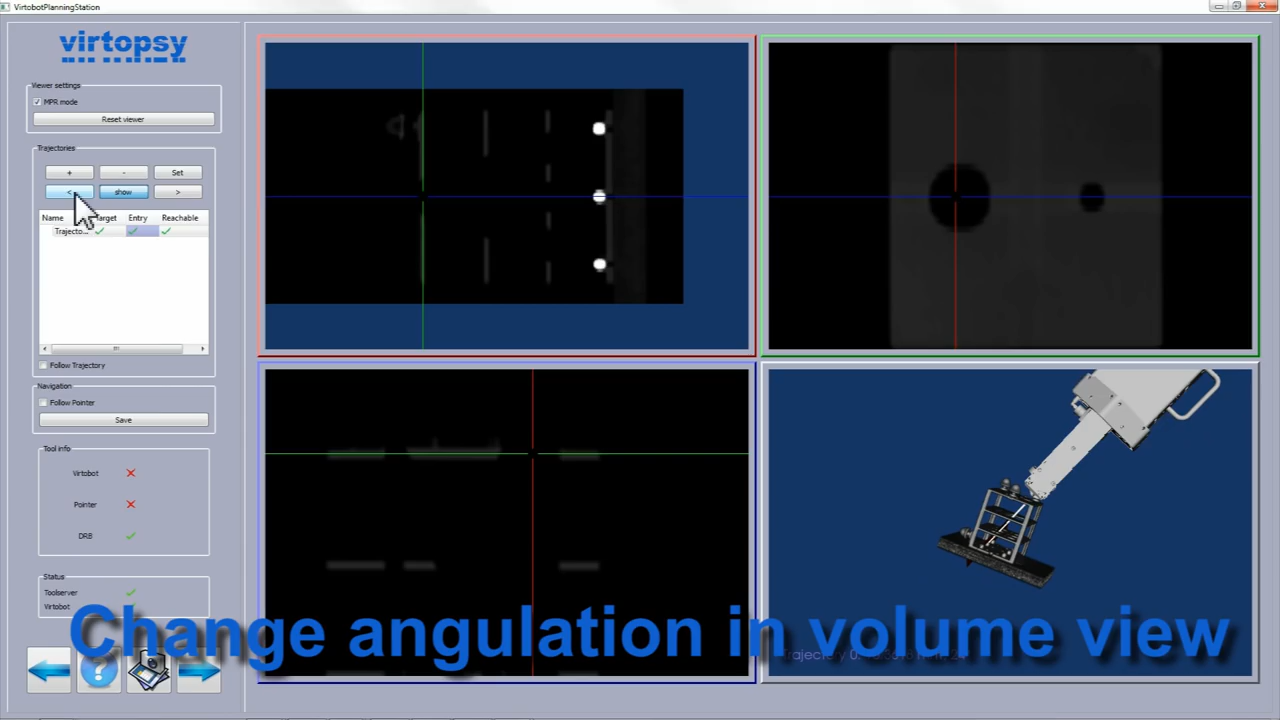 VirtobotPlanningStation
virtopsy
Viewer settings
MPR mode
Reset viewer
Trajectories
+ - Set
< show >
Name Target Entry Reachable
Trajecto...
Follow Trajectory
Navigation
Follow Pointer
Save
Tool info
Virtobot
Pointer
DRB
Status
Toolserver
Virtobot
Change angulation in volume view